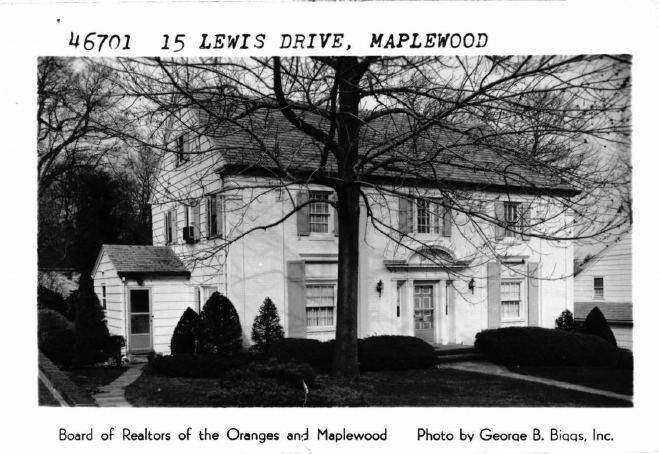 46701 15 LEWIS DRIVE, MAPLEWOOD
Board of Realtors of the Oranges and Maplewood Photo by George B. Biggs, Inc.